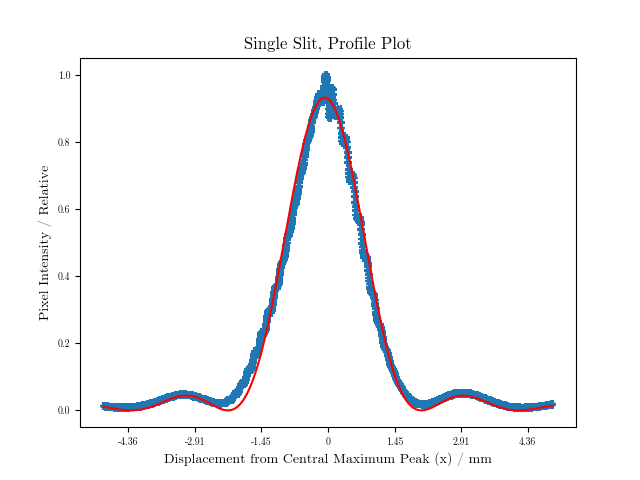 Single Slit, Profile Plot
1.0
0.8
0.6
0.4
0.2
0.0
Pixel Intensity / Relative
-4.36 -2.91 -1.45 0 1.45 2.91 4.36
Displacement from Central Maximum Peak (x) / mm